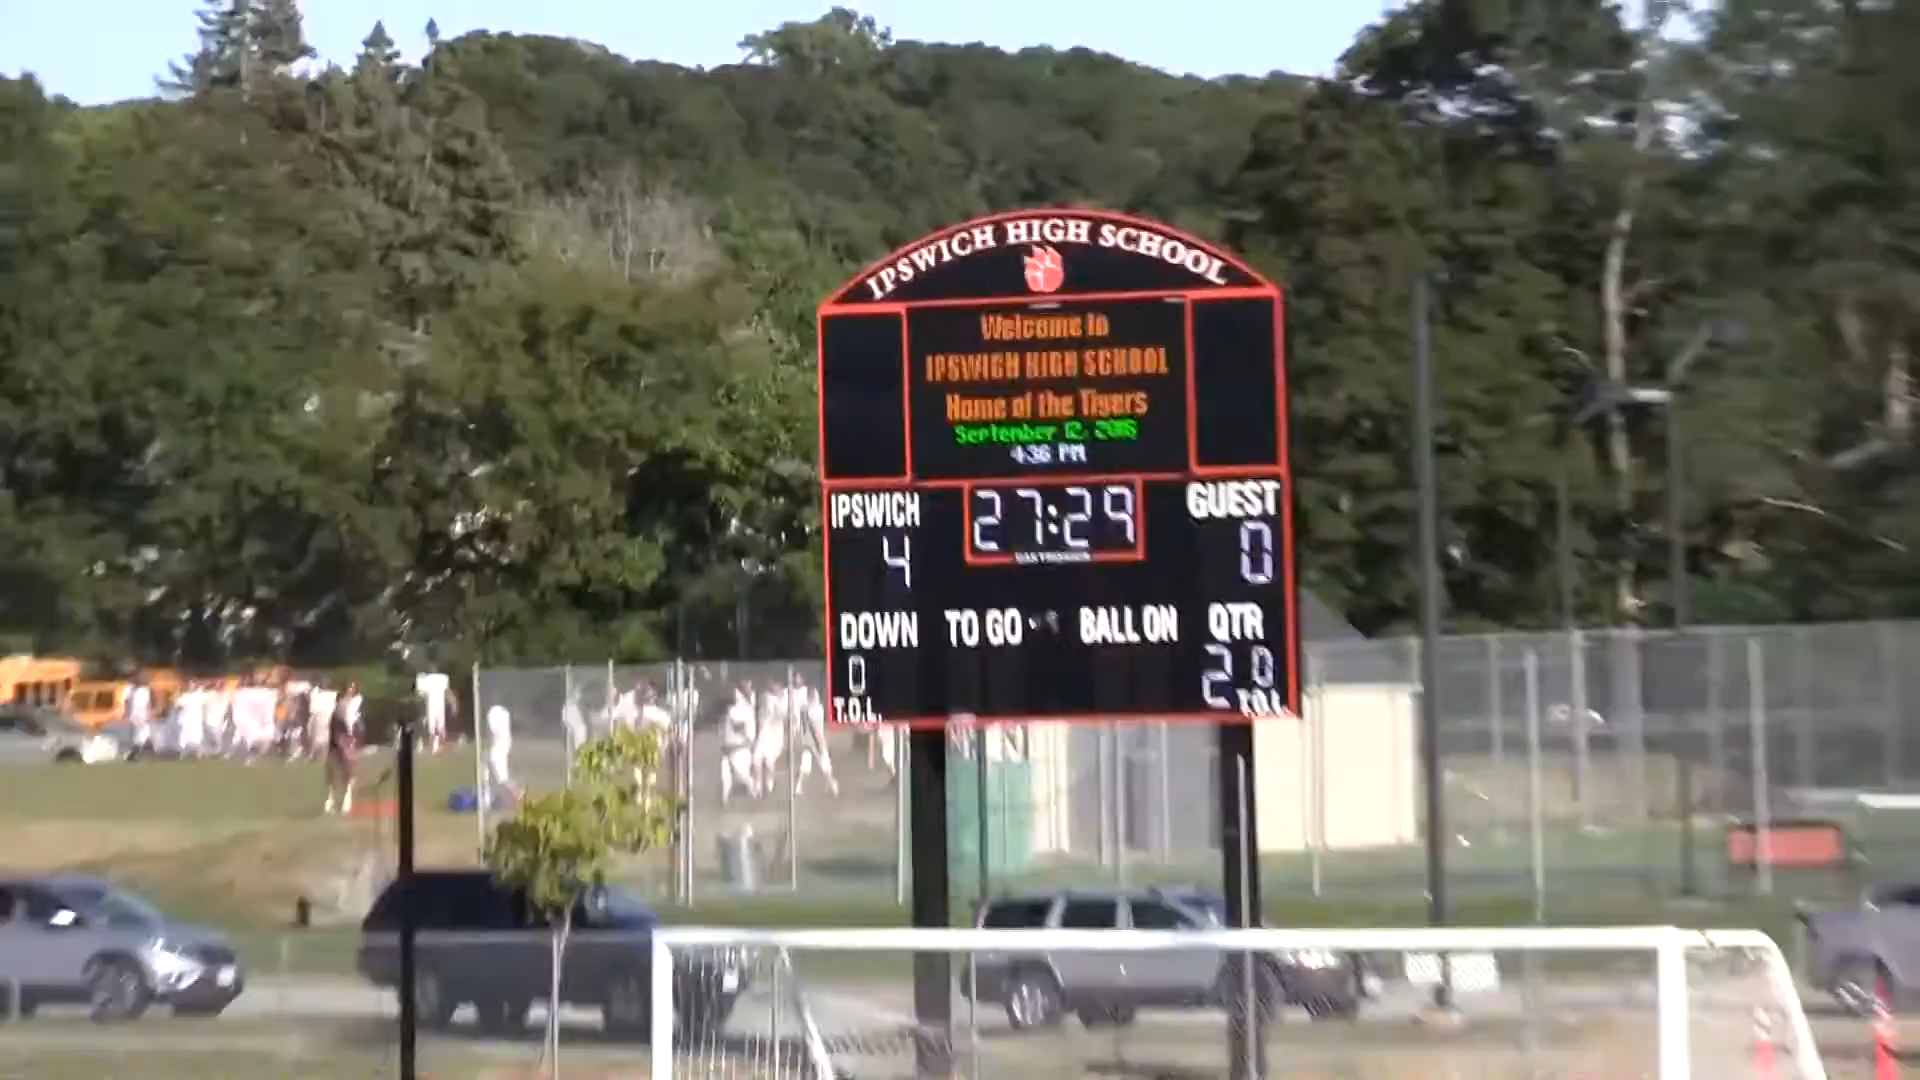 IPSWICH HIGH SCHOOL
Welcome to
IPSWICH HIGH SCHOOL
Home of the Tigers
September 12, 2016
4:36 PM
IPSWICH 27:29 GUEST
4 0
DOWN TO GO BALL ON QTR
0 2 0
T.O.L. T.O.L.